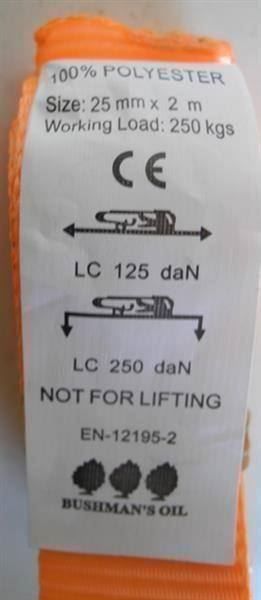 100% POLYESTER
Size: 25 mm x 2 m
Working Load: 250 kgs
CE
LC 125 daN
LC 250 daN
NOT FOR LIFTING
EN-12195-2
BUSHMAN'S OIL